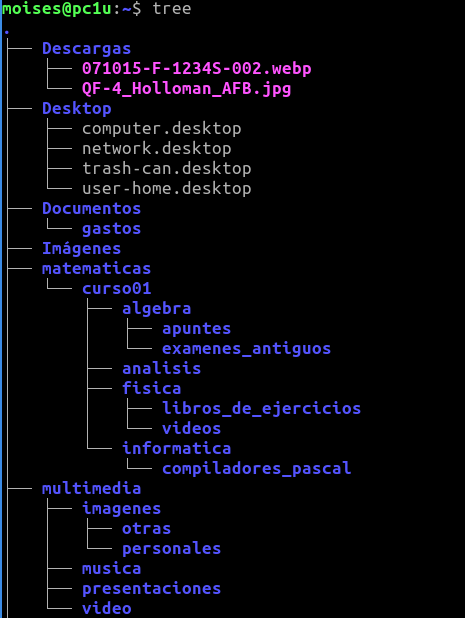 moises@pc1u:~$ tree
.
├── Descargas
│   ├── 071015-F-1234S-002.webp
│   └── QF-4_Holloman_AFB.jpg
├── Desktop
│   ├── computer.desktop
│   ├── network.desktop
│   ├── trash-can.desktop
│   └── user-home.desktop
├── Documentos
│   └── gastos
├── Imágenes
├── matematicas
│   └── curso01
│       ├── algebra
│       │   ├── apuntes
│       │   └── examenes_antiguos
│       ├── analisis
│       ├── fisica
│       │   ├── libros_de_ejercicios
│       │   └── videos
│       └── informatica
│           └── compiladores_pascal
├── multimedia
│   ├── imagenes
│   │   ├── otras
│   │   └── personales
│   ├── musica
│   ├── presentaciones
│   └── video